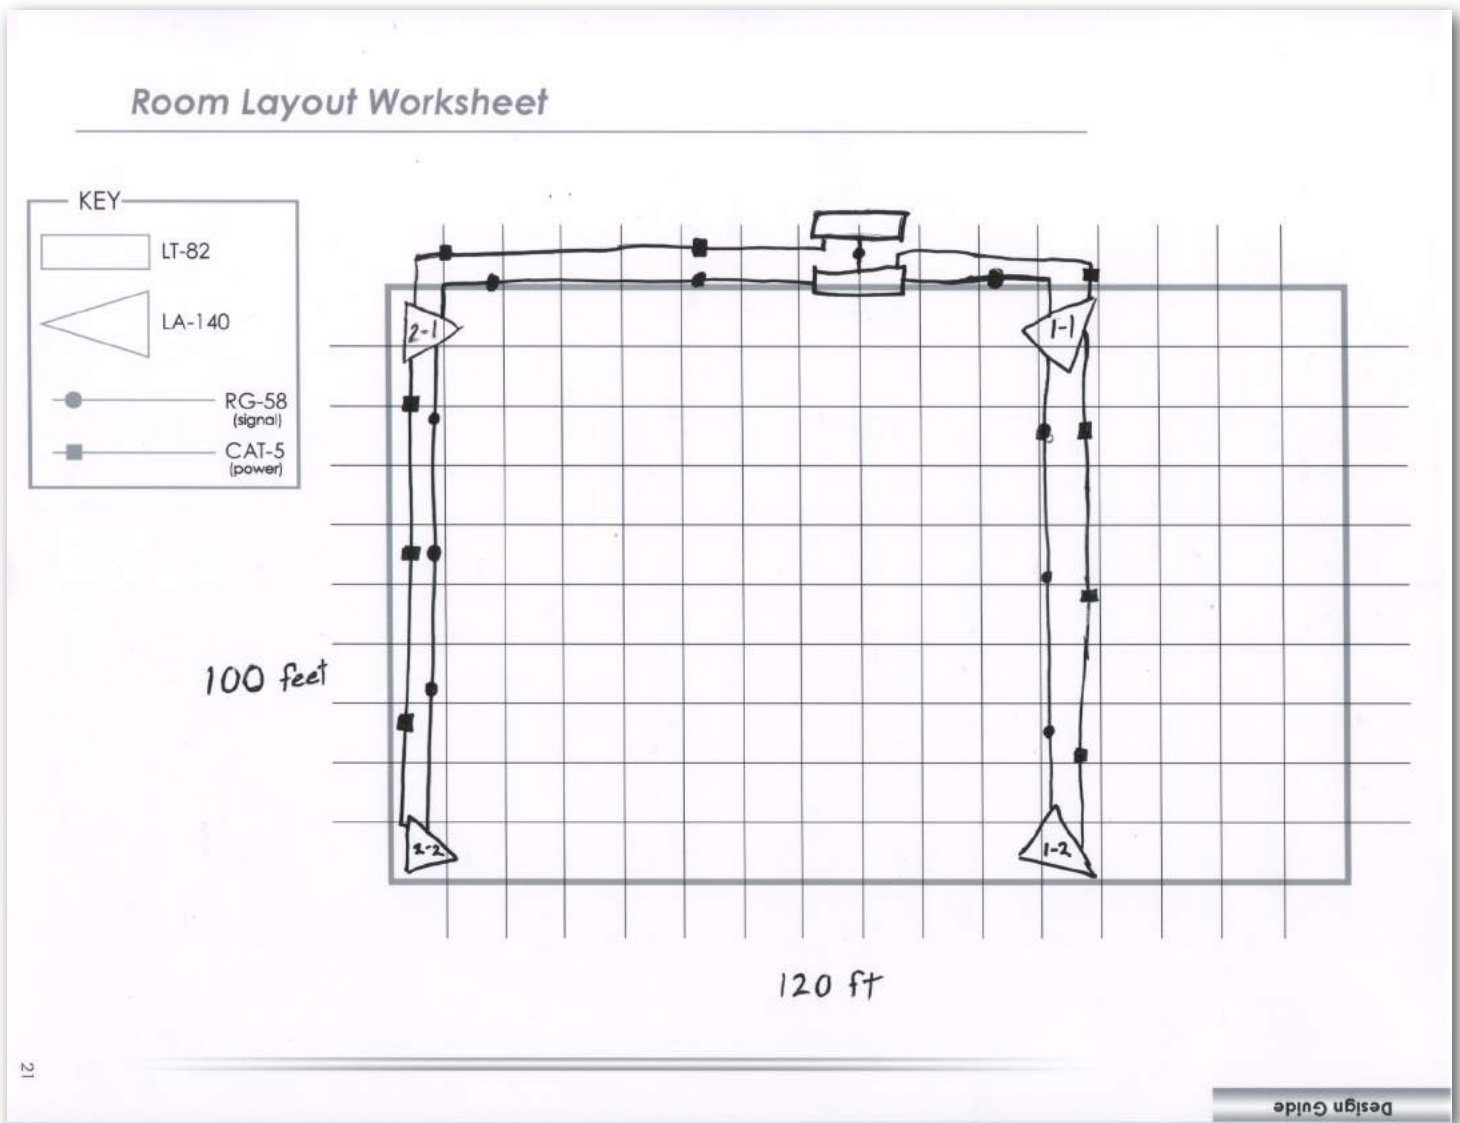 Room Layout Worksheet
KEY
LT-82
LA-140
RG-58
(signal)
CAT-5
(power)
2-1
1-1
100 feet
2-2
1-2
120 ft
21
Design Guide